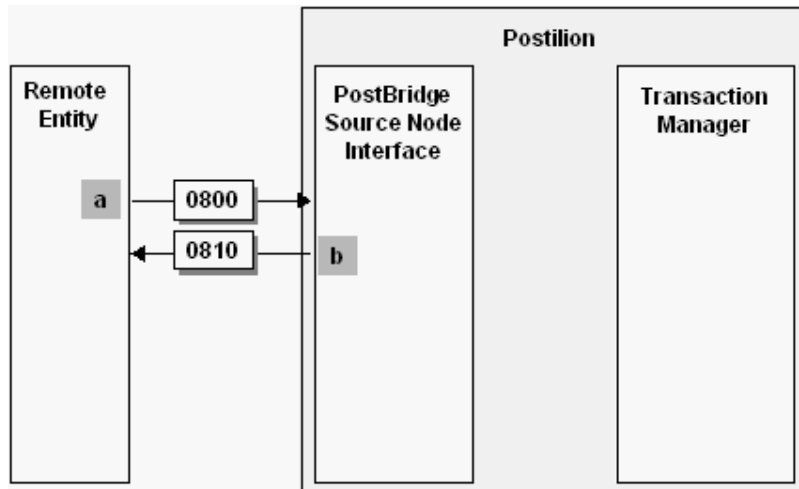 Postilion
Remote
Entity
PostBridge
Source Node
Interface
Transaction
Manager
a
0800
0810
b